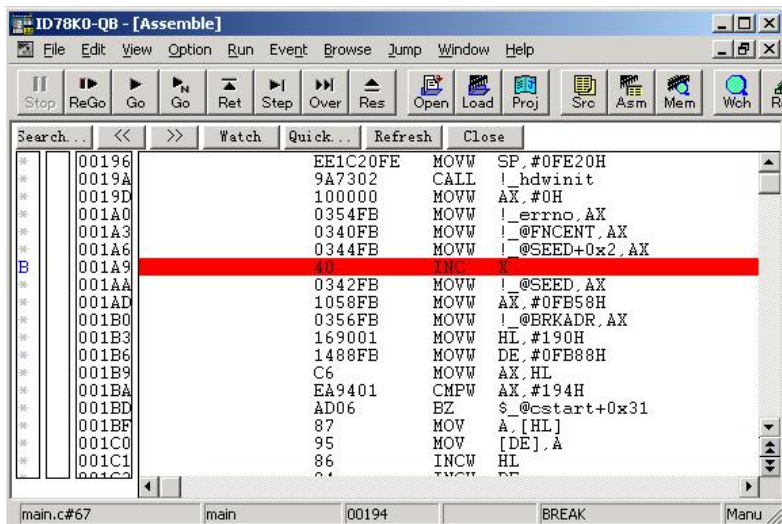 ID78K0-QB - [Assemble]
File Edit View Option Run Event Browse Jump Window Help
Stop ReGo Go Go Ret Step Over Res Open Load Proj Src Asm Mem Wch
Search... << >> Watch Quick... Refresh Close
* 00196 EE1C20FE MOVW SP,#0FE20H
* 0019A 9A7302 CALL !_hdwinit
* 0019D 100000 MOVW AX,#0H
* 001A0 0354FB MOVW !_errno,AX
* 001A3 0340FB MOVW !_@FNCENT,AX
* 001A6 0344FB MOVW !_@SEED+0x2,AX
B 001A9 40 INC X
* 001AA 0342FB MOVW !_@SEED,AX
* 001AD 1058FB MOVW AX,#0FB58H
* 001B0 0356FB MOVW !_@BRKADR,AX
* 001B3 169001 MOVW HL,#190H
* 001B6 1488FB MOVW DE,#0FB88H
* 001B9 C6 MOVW AX,HL
* 001BA EA9401 CMPW AX,#194H
* 001BD AD06 BZ $_@cstart+0x31
* 001BF 87 MOV A,[HL]
* 001C0 95 MOV [DE],A
* 001C1 86 INCW HL
main.c#67 main 00194 BREAK Manu